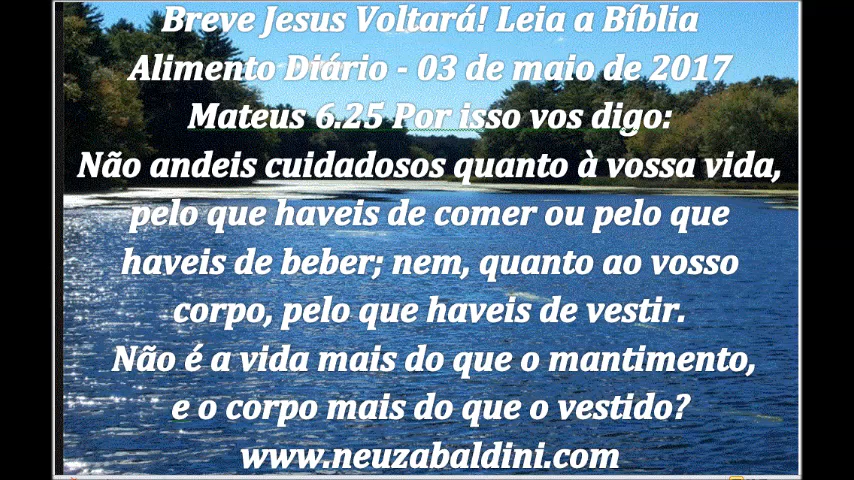 Breve Jesus Voltará! Leia a Bíblia
Alimento Diário - 03 de maio de 2017
Mateus 6.25 Por isso vos digo:
Não andeis cuidadosos quanto à vossa vida,
pelo que haveis de comer ou pelo que
haveis de beber; nem, quanto ao vosso
corpo, pelo que haveis de vestir.
Não é a vida mais do que o mantimento,
e o corpo mais do que o vestido?
www.neuzabaldini.com